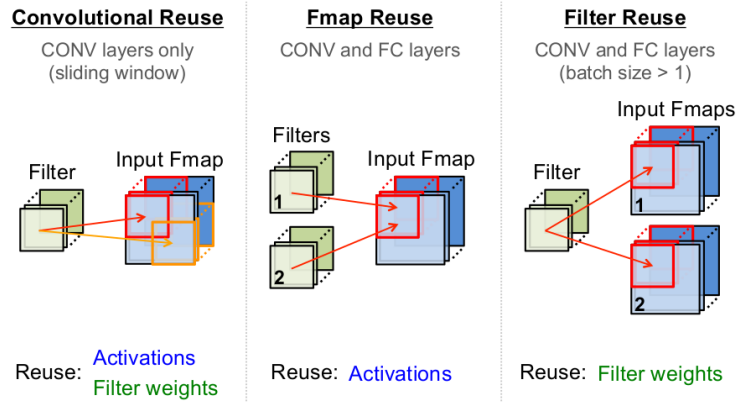 Convolutional Reuse
CONV layers only
(sliding window)
Filter
Input Fmap
Reuse:
Activations
Filter weights
Fmap Reuse
CONV and FC layers
Filters
Input Fmap
1
2
Reuse: Activations
Filter Reuse
CONV and FC layers
(batch size > 1)
Input Fmaps
Filter
1
2
Reuse: Filter weights